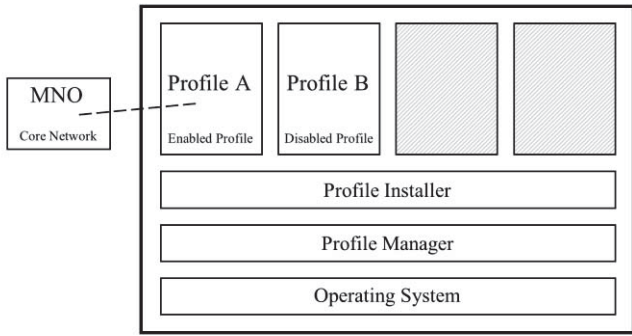 MNO
Core Network
Profile A
Enabled Profile
Profile B
Disabled Profile
Profile Installer
Profile Manager
Operating System